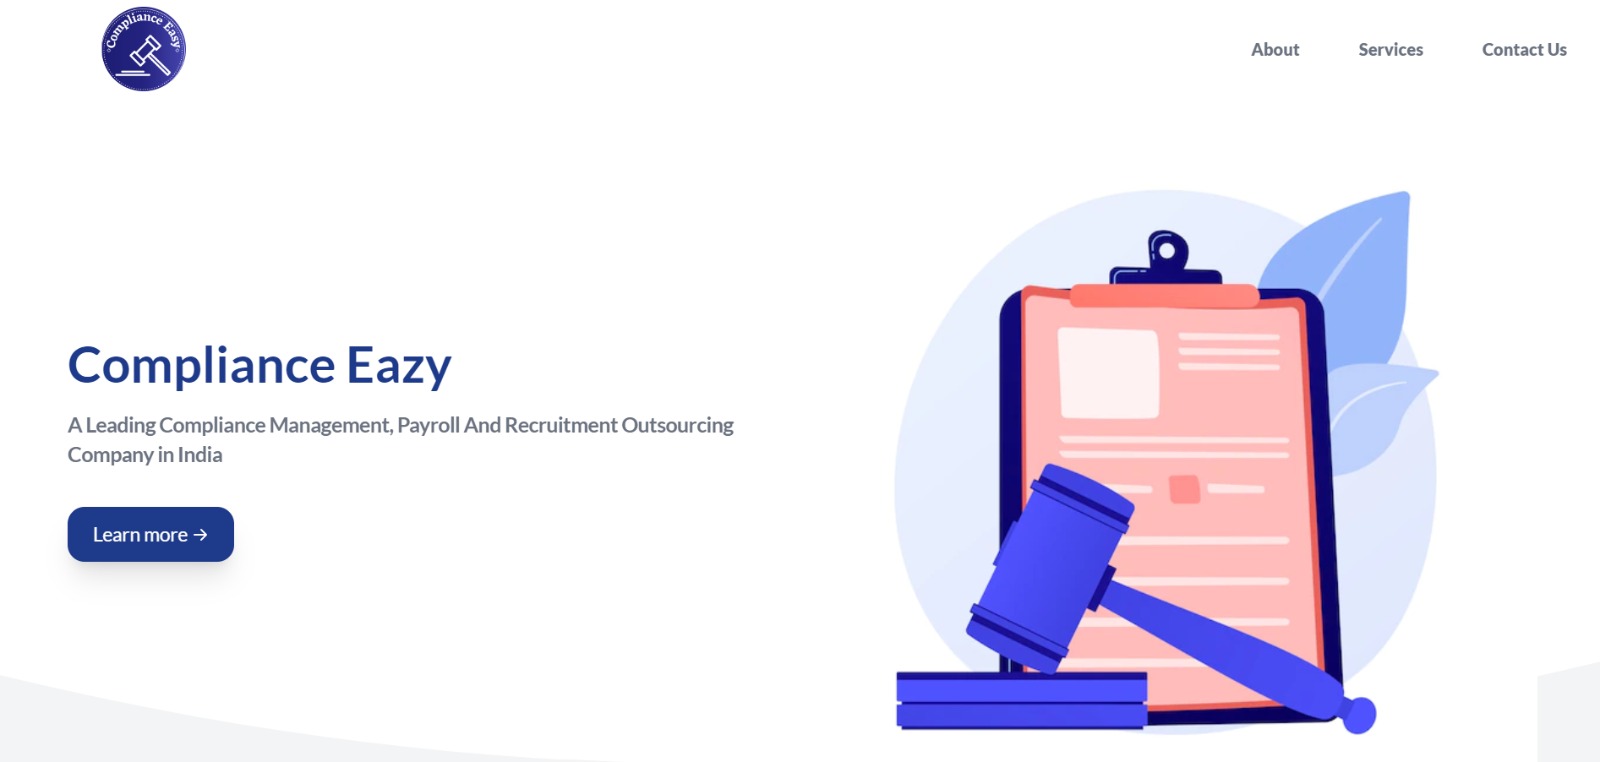 Compliance Easy
About
Services
Contact Us
Compliance Eazy
A Leading Compliance Management, Payroll And Recruitment Outsourcing
Company in India
Learn more →